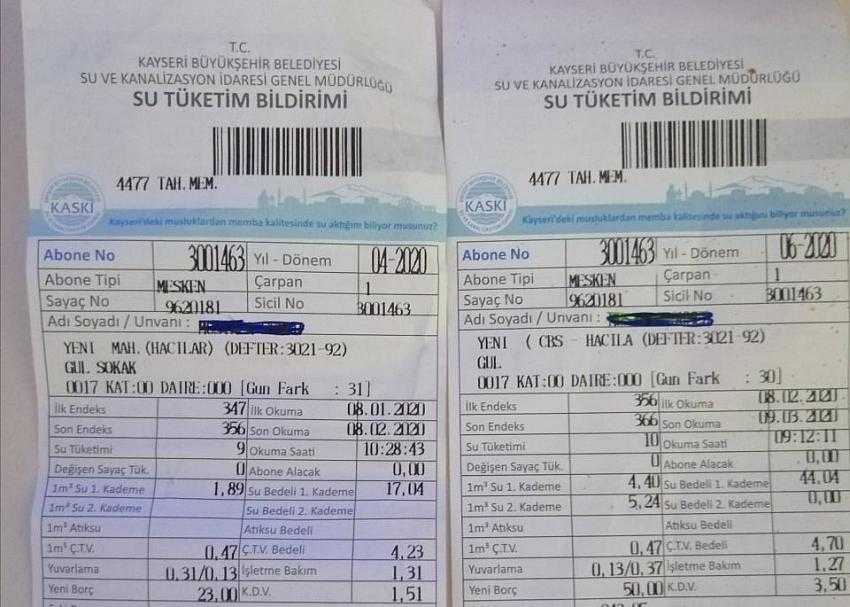 T.C.
KAYSERİ BÜYÜKŞEHİR BELEDİYESİ
SU VE KANALİZASYON İDARESİ GENEL MÜDÜRLÜĞÜ
SU TÜKETİM BİLDİRİMİ
4477 TAH.MEM.
KASKİ
Kayseri'deki musluklardan memba kalitesinde su aktığını biliyor musunuz?
Abone No 3001463 Yıl - Dönem 04-2020
Abone Tipi MESKEN Çarpan 1
Sayaç No 9620181 Sicil No 3001463
Adı Soyadı / Unvanı :
YENI MAH.(HACILAR) (DEFTER:3021-92)
GUL SOKAK
0017 KAT:00 DAIRE:000 [Gun Fark : 31]
İlk Endeks 347 İlk Okuma 08.01.2020
Son Endeks 356 Son Okuma 08.02.2020
Su Tüketimi 9 Okuma Saati 10:28:43
Değişen Sayaç Tük. 0 Abone Alacak 0,00
1m³ Su 1. Kademe 1,89 Su Bedeli 1. Kademe 17,04
1m³ Su 2. Kademe Su Bedeli 2. Kademe
1m³ Atıksu Atıksu Bedeli
1m³ Ç.T.V. 0,47 Ç.T.V. Bedeli 4,23
Yuvarlama 0,31/0,13 İşletme Bakım 1,31
Yeni Borç 23,00 K.D.V. 1,51
T.C.
KAYSERİ BÜYÜKŞEHİR BELEDİYESİ
SU VE KANALİZASYON İDARESİ GENEL MÜDÜRLÜĞÜ
SU TÜKETİM BİLDİRİMİ
4477 TAH.MEM.
KASKİ
Kayseri'deki musluklardan memba kalitesinde su aktığını biliyor musunuz?
Abone No 3001463 Yıl - Dönem 06-2020
Abone Tipi MESKEN Çarpan 1
Sayaç No 9620181 Sicil No 3001463
Adı Soyadı / Unvanı :
YENI ( CBS - HACILA (DEFTER:3021-92)
GUL
0017 KAT:00 DAIRE:000 [Gun Fark : 30]
İlk Endeks 356 İlk Okuma 08.02.2020
Son Endeks 366 Son Okuma 09.03.2020
Su Tüketimi 10 Okuma Saati 09:12:11
Değişen Sayaç Tük. 0 Abone Alacak 0,00
1m³ Su 1. Kademe 4,40 Su Bedeli 1. Kademe 44,04
1m³ Su 2. Kademe 5,24 Su Bedeli 2. Kademe 0,00
1m³ Atıksu Atıksu Bedeli
1m³ Ç.T.V. 0,47 Ç.T.V. Bedeli 4,70
Yuvarlama 0,13/0,37 İşletme Bakım 1,27
Yeni Borç 50,00 K.D.V. 3,50